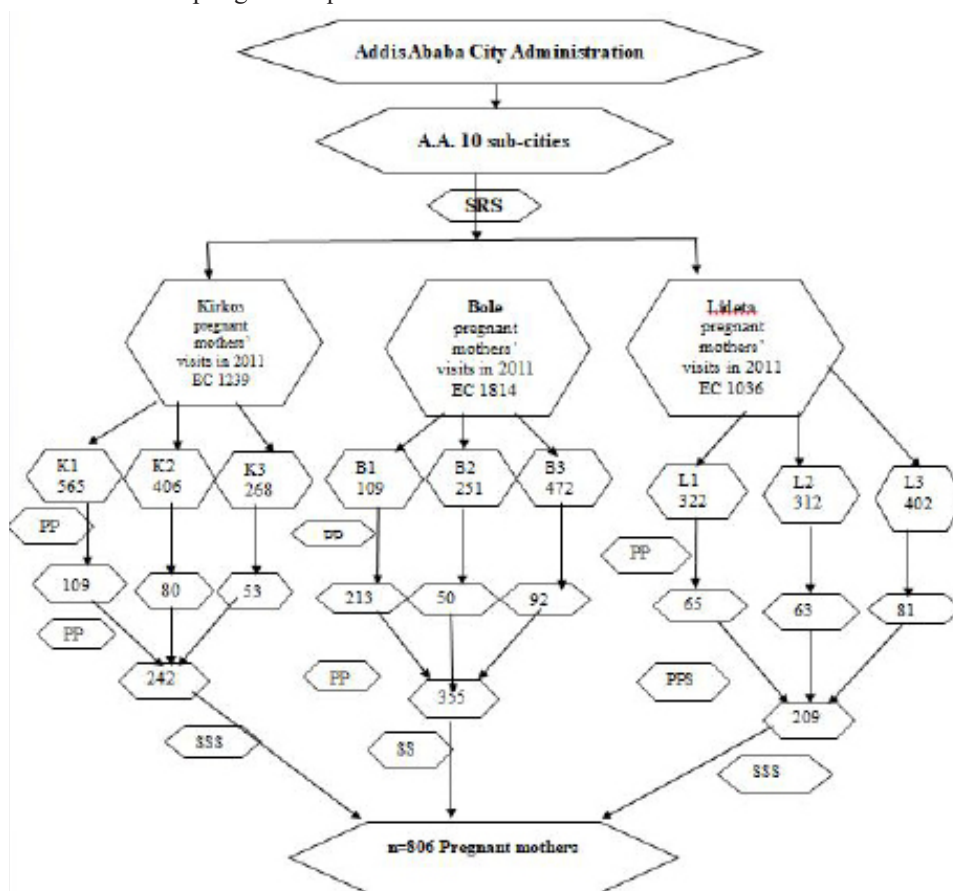 Addis Ababa City Administration
A.A. 10 sub-cities
SRS
Kirkos
pregnant
mothers'
visits in 2011
EC 1239
Bole
pregnant
mothers'
visits in 2011
EC 1814
Lideta
pregnant
mothers'
visits in 2011
EC 1036
K1
565
K2
406
K3
268
B1
109
B2
251
B3
472
L1
322
L2
312
L3
402
PP
PP
PP
109
80
53
213
50
92
65
63
81
PP
PP
PPS
242
355
209
SSS
SS
SSS
n=806 Pregnant mothers